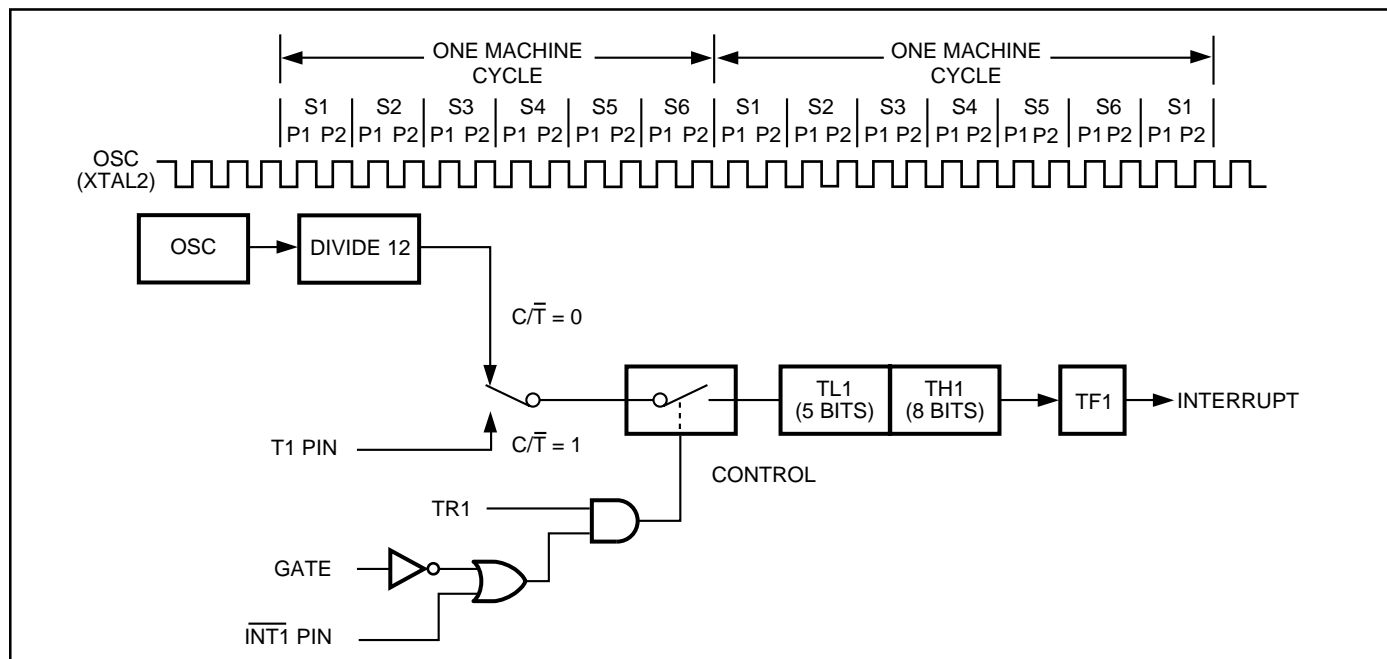 ONE MACHINE CYCLE ONE MACHINE CYCLE
S1 S2 S3 S4 S5 S6 S1 S2 S3 S4 S5 S6 S1
P1 P2 P1 P2 P1 P2 P1 P2 P1 P2 P1 P2 P1 P2 P1 P2 P1 P2 P1 P2 P1 P2 P1 P2 P1 P2
OSC
(XTAL2)
OSC DIVIDE 12
C/T̅ = 0
TL1 TH1
(5 BITS) (8 BITS) TF1 INTERRUPT
T1 PIN C/T̅ = 1
CONTROL
TR1
GATE
I̅N̅T̅1̅ PIN